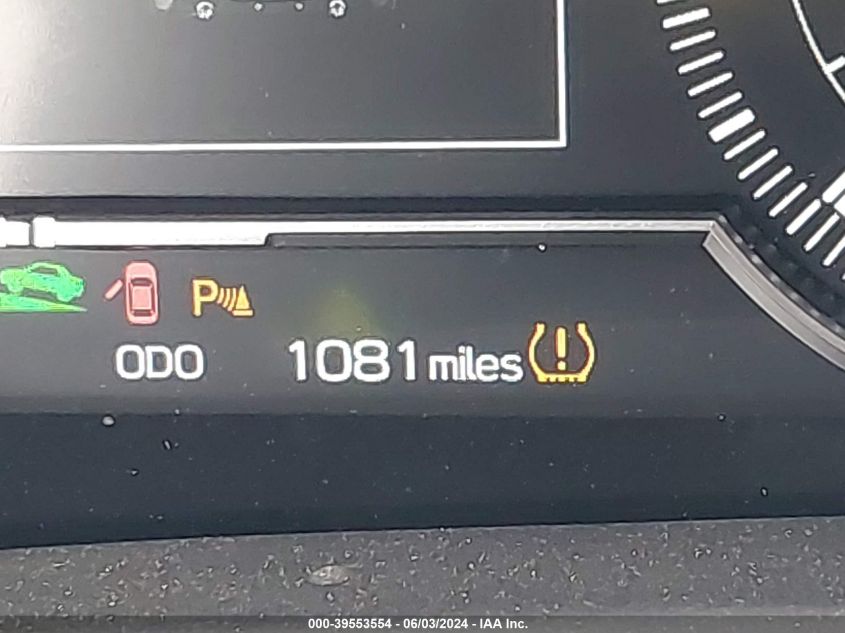 P
ODO 1081 miles
000-39553554 - 06/03/2024 - IAA Inc.